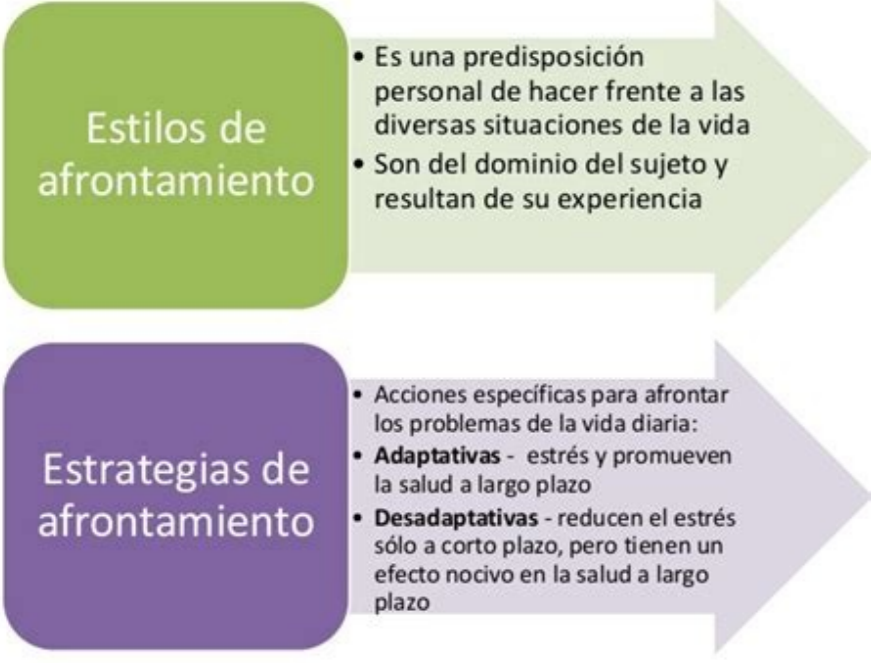 Estilos de
afrontamiento
• Es una predisposición
personal de hacer frente a las
diversas situaciones de la vida
• Son del dominio del sujeto y
resultan de su experiencia
Estrategias de
afrontamiento
• Acciones específicas para afrontar
los problemas de la vida diaria:
• Adaptativas - estrés y promueven
la salud a largo plazo
• Desadaptativas - reducen el estrés
sólo a corto plazo, pero tienen un
efecto nocivo en la salud a largo
plazo